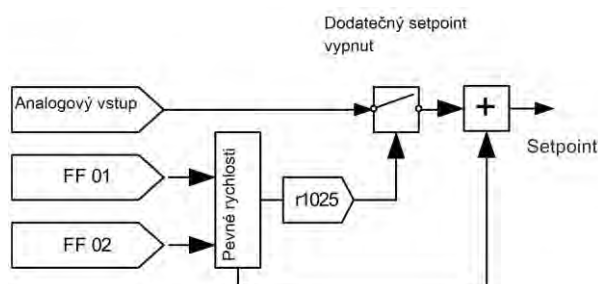 Dodatečný setpoint
vypnut
Analogový vstup
+
Setpoint
FF 01
Pevné rychlosti
r1025
FF 02